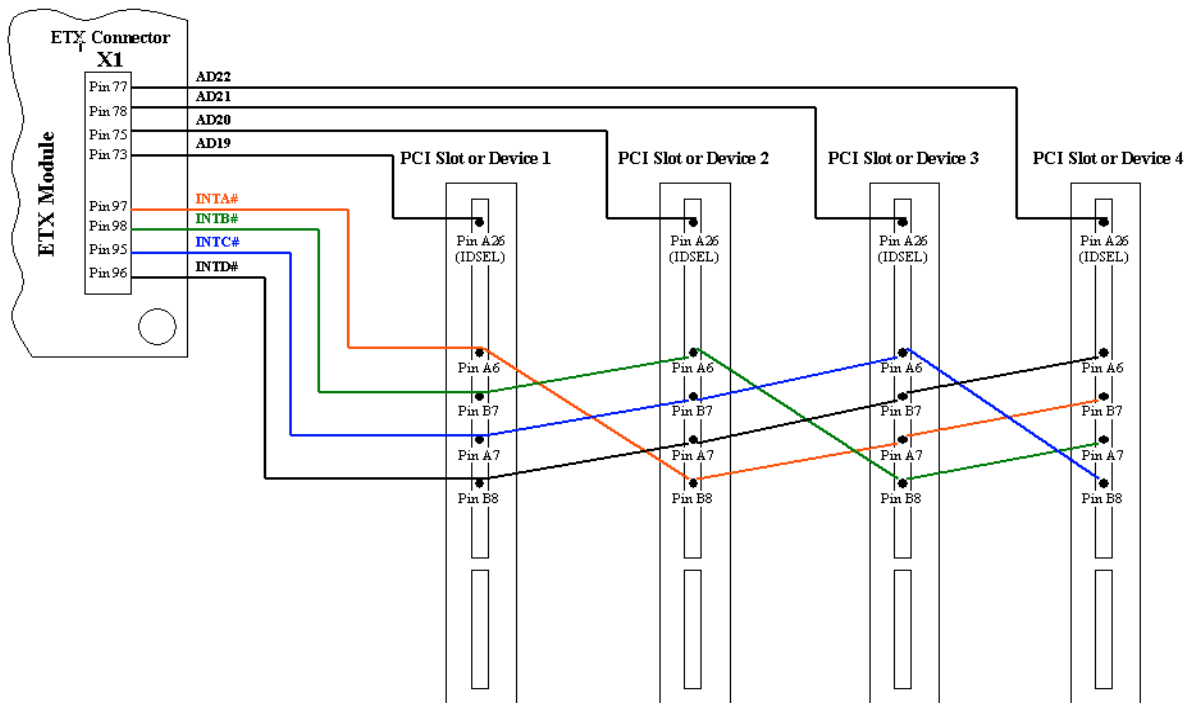 ETX Connector
X1
ETX Module
Pin 77
Pin 78
Pin 75
Pin 73
Pin 97
Pin 98
Pin 95
Pin 96
AD22
AD21
AD20
AD19
INTA#
INTB#
INTC#
INTD#
PCI Slot or Device 1
Pin A26
(IDSEL)
Pin A6
Pin B7
Pin A7
Pin B8
PCI Slot or Device 2
Pin A26
(IDSEL)
Pin A6
Pin B7
Pin A7
Pin B8
PCI Slot or Device 3
Pin A26
(IDSEL)
Pin A6
Pin B7
Pin A7
Pin B8
PCI Slot or Device 4
Pin A26
(IDSEL)
Pin A6
Pin B7
Pin A7
Pin B8